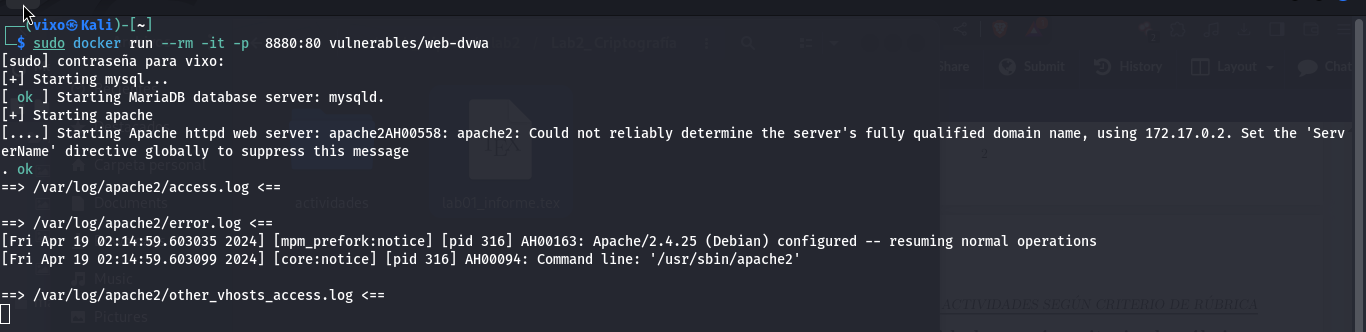 ┌──(vixo㉿Kali)-[~]
└─$ sudo docker run --rm -it -p  8880:80 vulnerables/web-dvwa
[sudo] contraseña para vixo:
[+] Starting mysql...
[ ok ] Starting MariaDB database server: mysqld.
[+] Starting apache
[....] Starting Apache httpd web server: apache2AH00558: apache2: Could not reliably determine the server's fully qualified domain name, using 172.17.0.2. Set the 'Serv
erName' directive globally to suppress this message
. ok
==> /var/log/apache2/access.log <==
==> /var/log/apache2/error.log <==
[Fri Apr 19 02:14:59.603035 2024] [mpm_prefork:notice] [pid 316] AH00163: Apache/2.4.25 (Debian) configured -- resuming normal operations
[Fri Apr 19 02:14:59.603099 2024] [core:notice] [pid 316] AH00094: Command line: '/usr/sbin/apache2'
==> /var/log/apache2/other_vhosts_access.log <==
Lab2_Criptografia
Share Submit History Layout Chat
2
Carpeta personal
Documents
actividades
lab01_informe.tex
Music
Pictures
ACTIVIDADES SEGÚN CRITERIO DE RÚBRICA